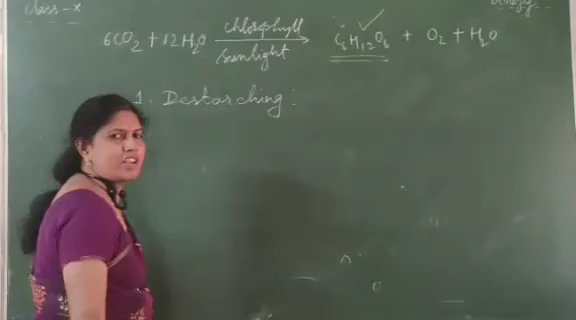 class - X
Biology
6CO₂ + 12H₂O chlorophyll sunlight → C₆H₁₂O₆ + O₂ + H₂O
1. Destarching :